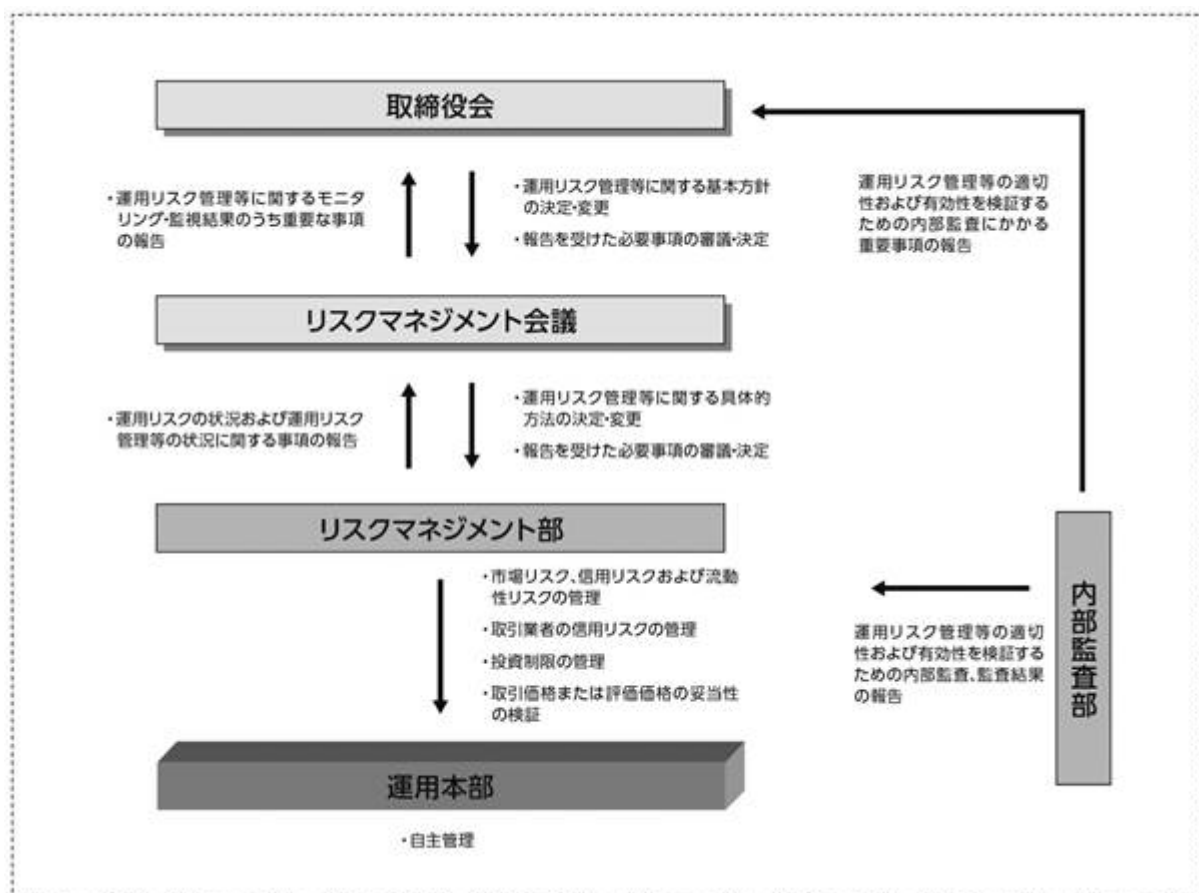 取締役会
・運用リスク管理等に関するモニタ
リング・監視結果のうち重要な事項
の報告
・運用リスク管理等に関する基本方針
の決定・変更
・報告を受けた必要事項の審議・決定
運用リスク管理等の適切
性および有効性を検証する
ための内部監査にかかる
重要事項の報告
リスクマネジメント会議
・運用リスクの状況および運用リスク
管理等の状況に関する事項の報告
・運用リスク管理等に関する具体的
方法の決定・変更
・報告を受けた必要事項の審議・決定
リスクマネジメント部
・市場リスク、信用リスクおよび流動
性リスクの管理
・取引業者の信用リスクの管理
・投資制限の管理
・取引価格または評価価格の妥当性
の検証
運用リスク管理等の適切
性および有効性を検証する
ための内部監査、監査結果
の報告
内部監査部
運用本部
・自主管理